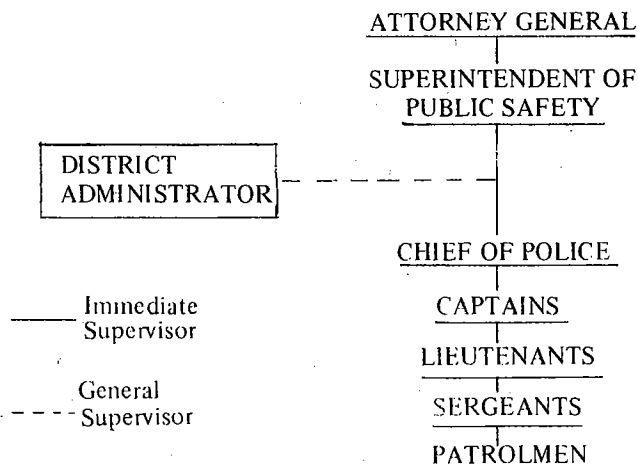 ATTORNEY GENERAL
SUPERINTENDENT OF
PUBLIC SAFETY
DISTRICT
ADMINISTRATOR
CHIEF OF POLICE
CAPTAINS
LIEUTENANTS
SERGEANTS
PATROLMEN
Immediate
Supervisor
General
Supervisor